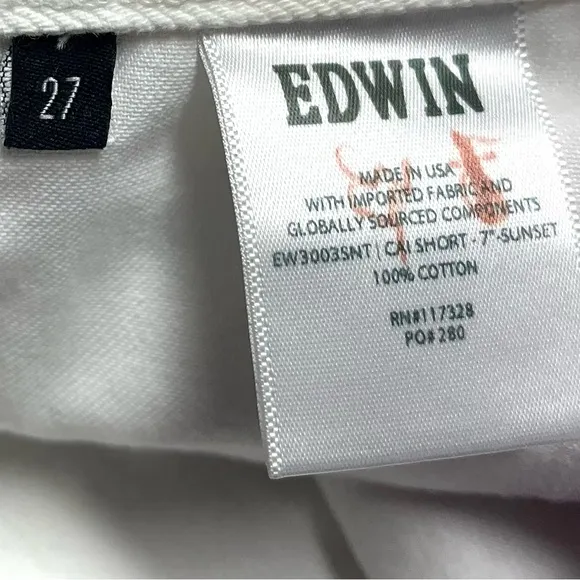 27
EDWIN
MADE IN USA
WITH IMPORTED FABRIC AND
GLOBALLY SOURCED COMPONENTS
EW3003SNT | CAI SHORT - 7"-SUNSET
100% COTTON
RN#117328
PO#280